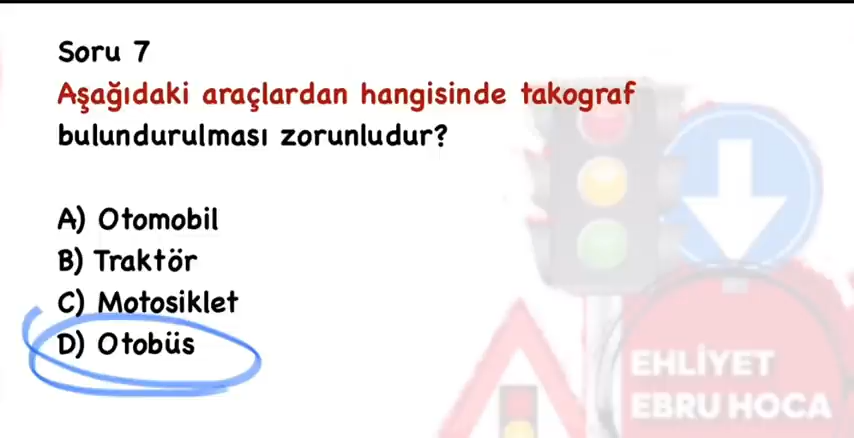 Soru 7
Aşağıdaki araçlardan hangisinde takograf
bulundurulması zorunludur?
A) Otomobil
B) Traktör
C) Motosiklet
D) Otobüs
EHLİYET
EBRU HOCA